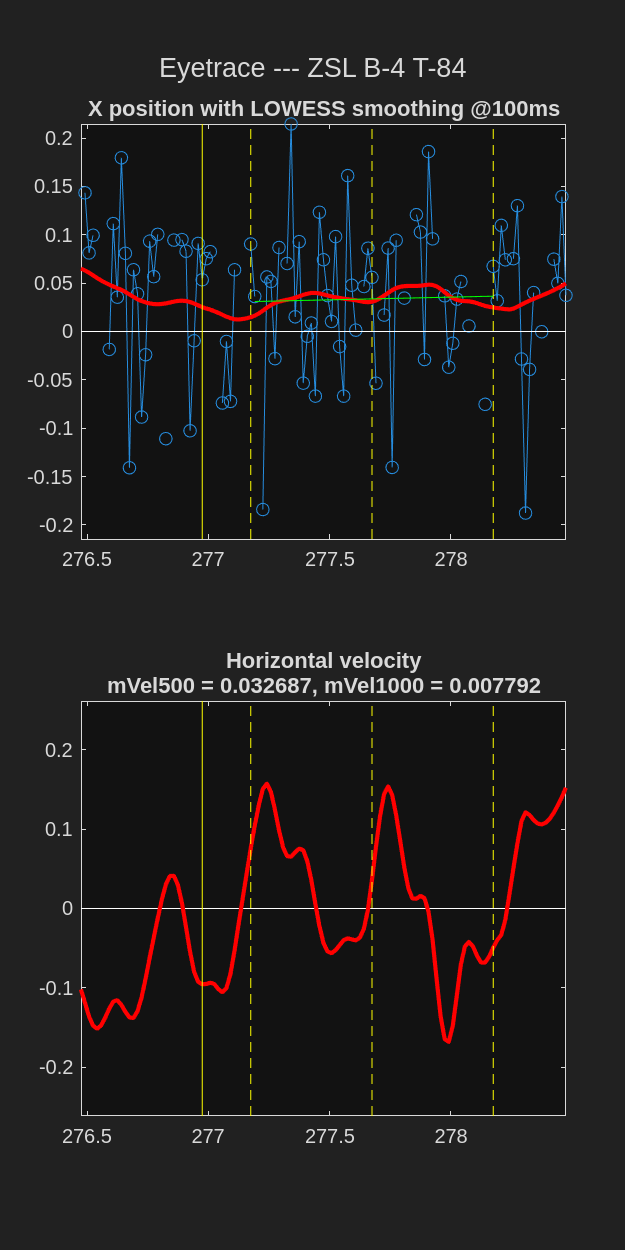 Eyetrace --- ZSL B-4 T-84
X position with LOWESS smoothing @100ms
0.2
0.15
0.1
0.05
0
-0.05
-0.1
-0.15
-0.2
276.5 277 277.5 278
Horizontal velocity
mVel500 = 0.032687, mVel1000 = 0.007792
0.2
0.1
0
-0.1
-0.2
276.5 277 277.5 278